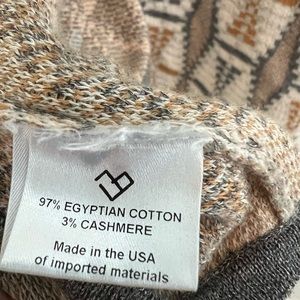 97% EGYPTIAN COTTON
3% CASHMERE
Made in the USA
of imported materials